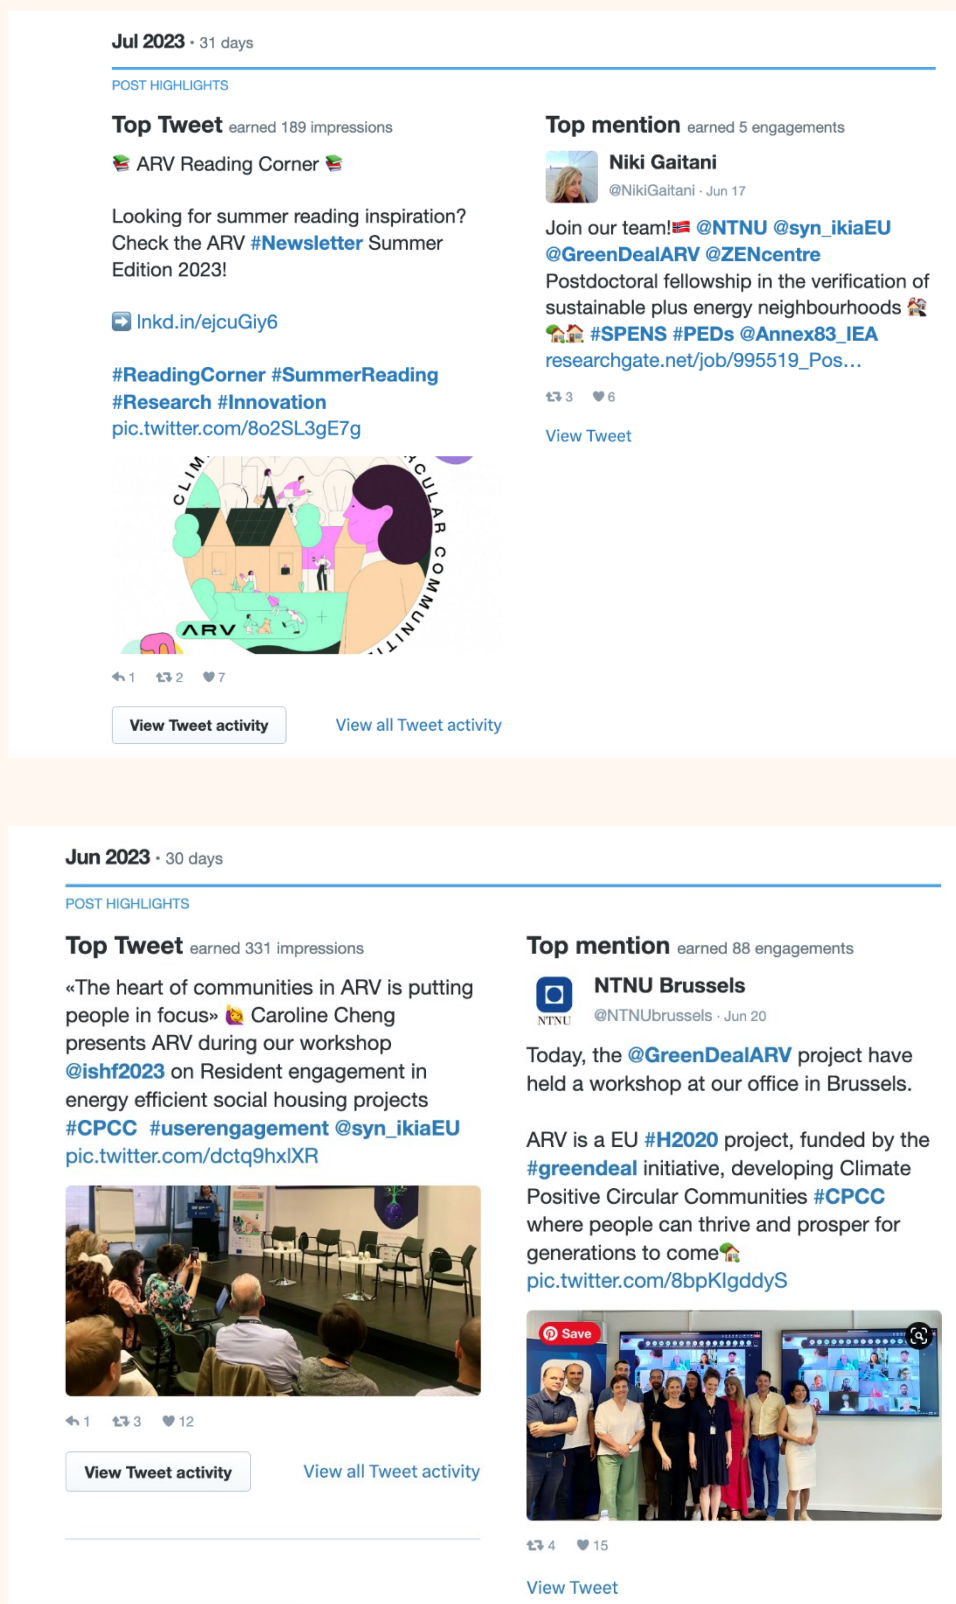 Jul 2023 · 31 days
POST HIGHLIGHTS
Top Tweet earned 189 impressions
📚 ARV Reading Corner 📚
Looking for summer reading inspiration?
Check the ARV #Newsletter Summer
Edition 2023!
➡️ lnkd.in/ejcuGiy6
#ReadingCorner #SummerReading
#Research #Innovation
pic.twitter.com/8o2SL3gE7g
CLIM
RCULAR COMMUNITI
ARV
1 2 7
View Tweet activity View all Tweet activity
Top mention earned 5 engagements
Niki Gaitani
@NikiGaitani · Jun 17
Join our team!🇳🇴 @NTNU @syn_ikiaEU
@GreenDealARV @ZENcentre
Postdoctoral fellowship in the verification of
sustainable plus energy neighbourhoods 🏘️
🏡🏠 #SPENS #PEDs @Annex83_IEA
researchgate.net/job/995519_Pos…
3 6
View Tweet
Jun 2023 · 30 days
POST HIGHLIGHTS
Top Tweet earned 331 impressions
«The heart of communities in ARV is putting
people in focus» 🙋 Caroline Cheng
presents ARV during our workshop
@ishf2023 on Resident engagement in
energy efficient social housing projects
#CPCC #userengagement @syn_ikiaEU
pic.twitter.com/dctq9hxlXR
1 3 12
View Tweet activity View all Tweet activity
Top mention earned 88 engagements
NTNU
NTNU Brussels
@NTNUbrussels · Jun 20
Today, the @GreenDealARV project have
held a workshop at our office in Brussels.
ARV is a EU #H2020 project, funded by the
#greendeal initiative, developing Climate
Positive Circular Communities #CPCC
where people can thrive and prosper for
generations to come🏡
pic.twitter.com/8bpKIgddyS
Save
4 15
View Tweet